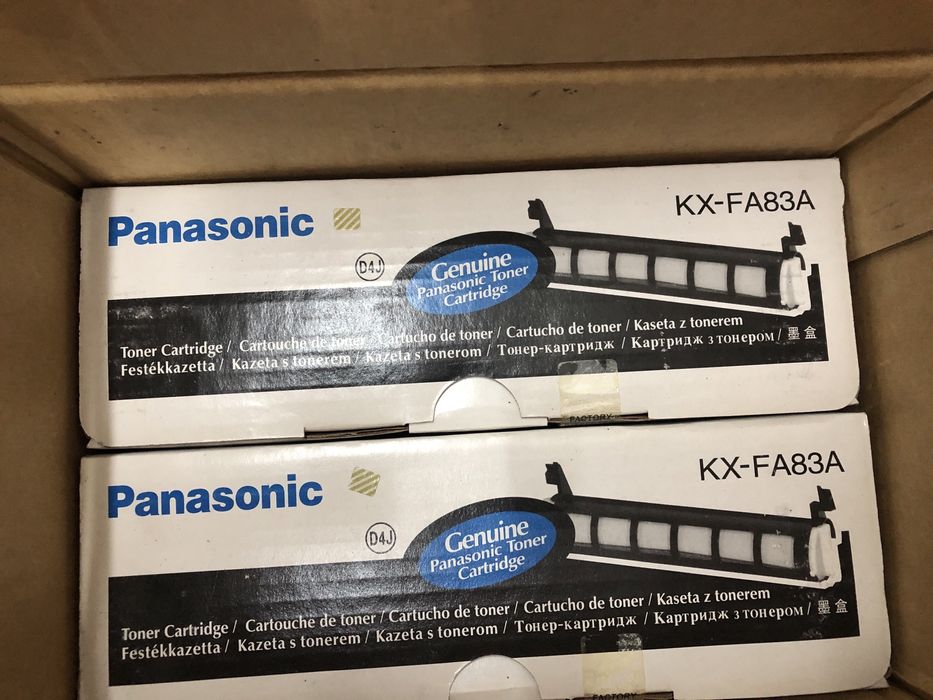 Panasonic
KX-FA83A
D4J
Genuine
Panasonic Toner
Cartridge
Toner Cartridge / Cartouche de toner / Cartucho de toner / Cartucho de toner / Kaseta z tonerem
Festékkazetta / Kazeta s tonerem / Kazeta s tonerom / Тонер-картридж / Картридж з тонером / 墨盒
FACTORY
Panasonic
KX-FA83A
D4J
Genuine
Panasonic Toner
Cartridge
Toner Cartridge / Cartouche de toner / Cartucho de toner / Cartucho de toner / Kaseta z tonerem
Festékkazetta / Kazeta s tonerem / Kazeta s tonerom / Тонер-картридж / Картридж з тонером / 墨盒
FACTORY